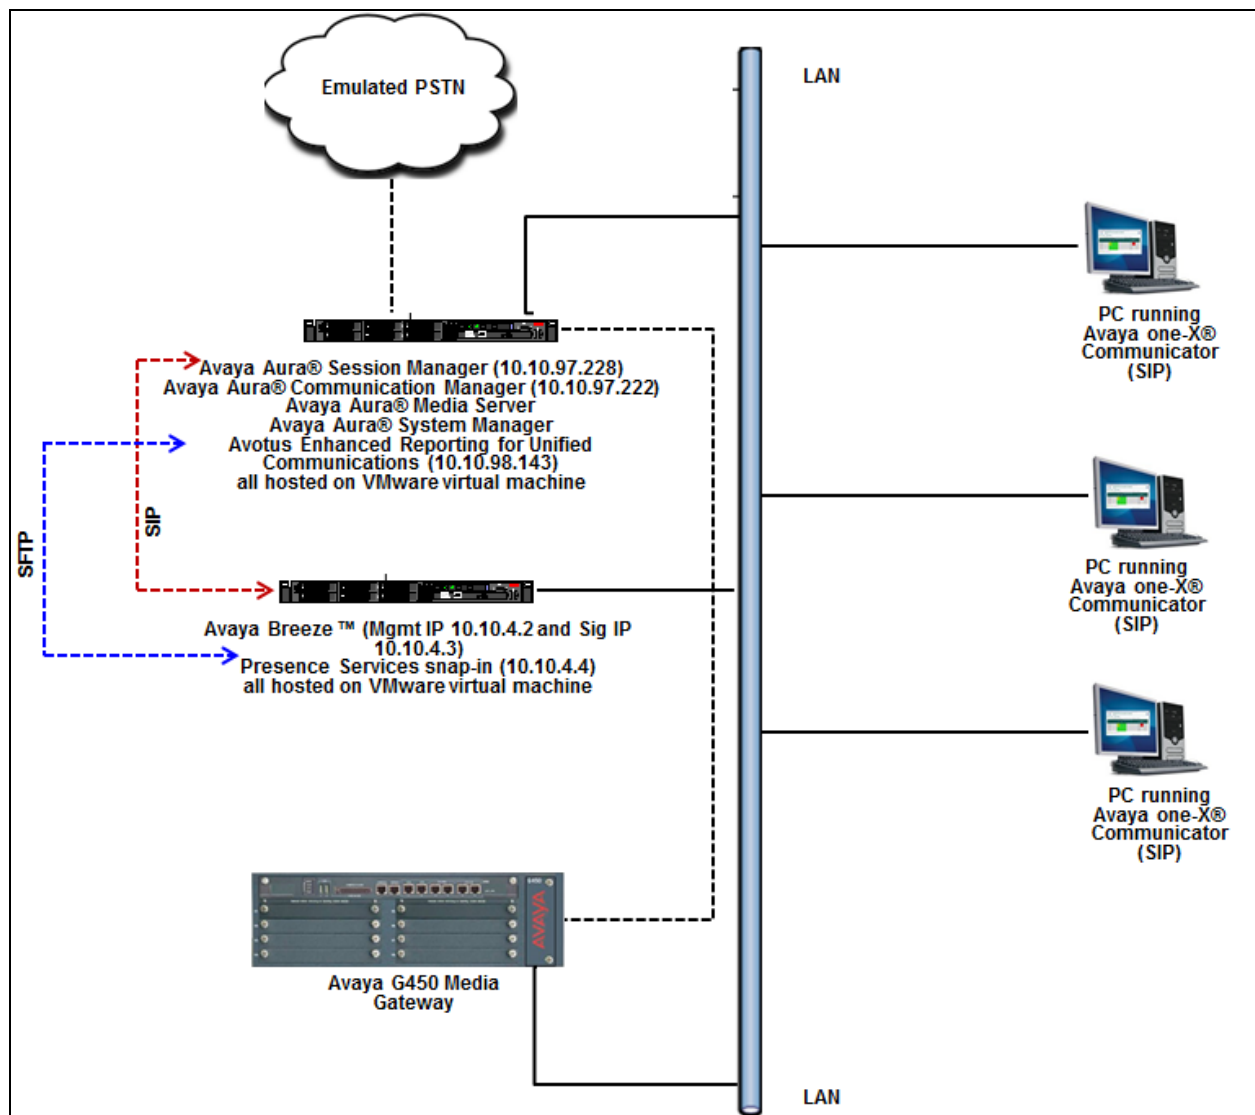 Emulated PSTN
LAN
Avaya Aura® Session Manager (10.10.97.228)
Avaya Aura® Communication Manager (10.10.97.222)
Avaya Aura® Media Server
Avaya Aura® System Manager
Avotus Enhanced Reporting for Unified
Communications (10.10.98.143)
all hosted on VMware virtual machine
SIP
SFTP
Avaya Breeze ™ (Mgmt IP 10.10.4.2 and Sig IP
10.10.4.3)
Presence Services snap-in (10.10.4.4)
all hosted on VMware virtual machine
PC running
Avaya one-X®
Communicator
(SIP)
PC running
Avaya one-X®
Communicator
(SIP)
PC running
Avaya one-X®
Communicator
(SIP)
G450
AVAYA
Avaya G450 Media
Gateway
LAN